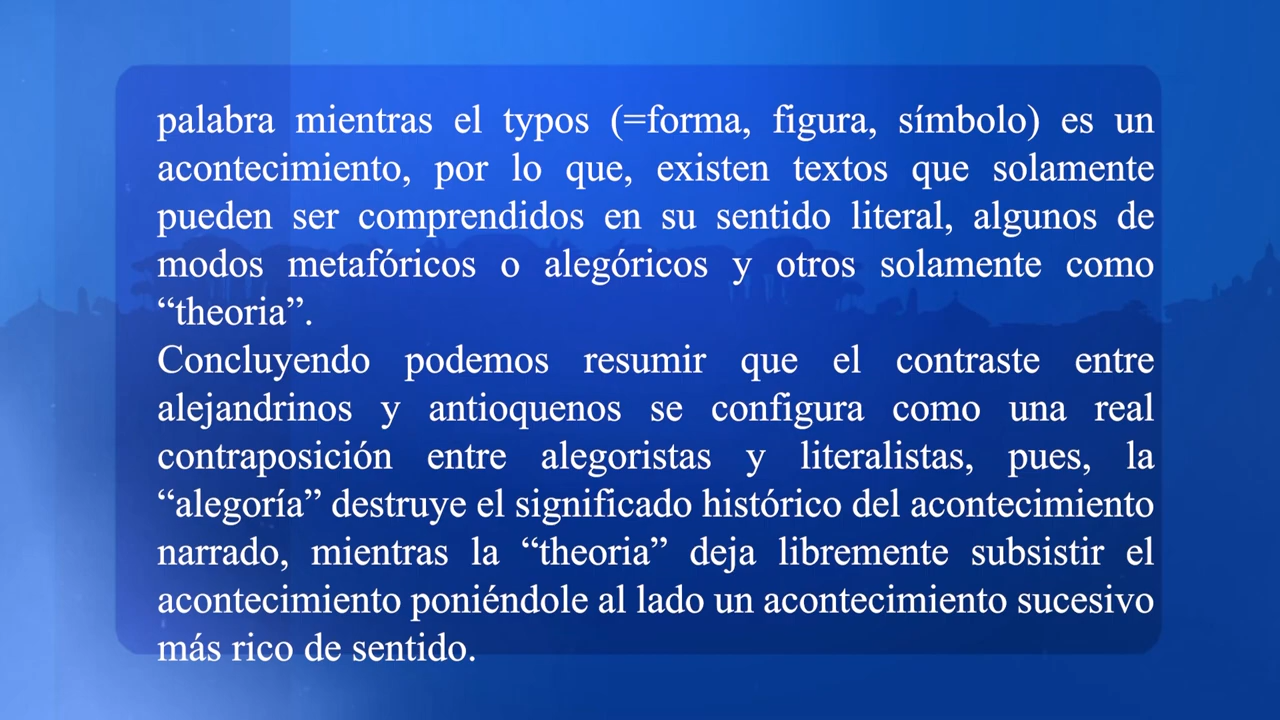 palabra mientras el typos (=forma, figura, símbolo) es un
acontecimiento, por lo que, existen textos que solamente
pueden ser comprendidos en su sentido literal, algunos de
modos metafóricos o alegóricos y otros solamente como
“theoria”.
Concluyendo podemos resumir que el contraste entre
alejandrinos y antioquenos se configura como una real
contraposición entre alegoristas y literalistas, pues, la
“alegoría” destruye el significado histórico del acontecimiento
narrado, mientras la “theoria” deja libremente subsistir el
acontecimiento poniéndole al lado un acontecimiento sucesivo
más rico de sentido.